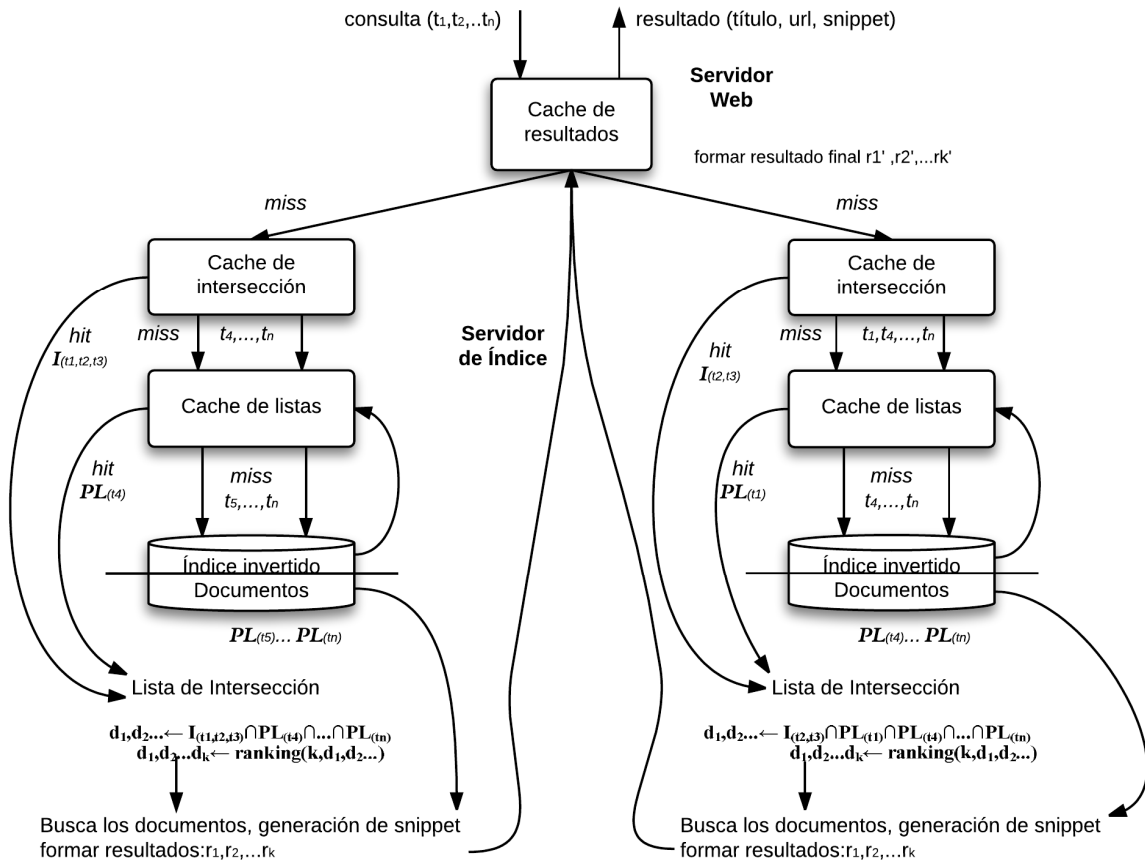 consulta (t1,t2,..tn)
resultado (título, url, snippet)
Servidor
Web
Cache de
resultados
formar resultado final r1' ,r2',...rk'
miss
miss
Cache de
intersección
hit
I(t1,t2,t3)
miss
t4,...,tn
Cache de listas
hit
PL(t4)
miss
t5,...,tn
Índice invertido
Documentos
PL(t5)... PL(tn)
Lista de Intersección
d1,d2...← I(t1,t2,t3)∩PL(t4)∩...∩PL(tn)
d1,d2...dk← ranking(k,d1,d2...)
Busca los documentos, generación de snippet
formar resultados:r1,r2,...rk
Servidor
de Índice
Cache de
intersección
hit
I(t2,t3)
miss
t1,t4,...,tn
Cache de listas
hit
PL(t1)
miss
t4,...,tn
Índice invertido
Documentos
PL(t4)... PL(tn)
Lista de Intersección
d1,d2...← I(t2,t3)∩PL(t1)∩PL(t4)∩...∩PL(tn)
d1,d2...dk← ranking(k,d1,d2...)
Busca los documentos, generación de snippet
formar resultados:r1,r2,...rk